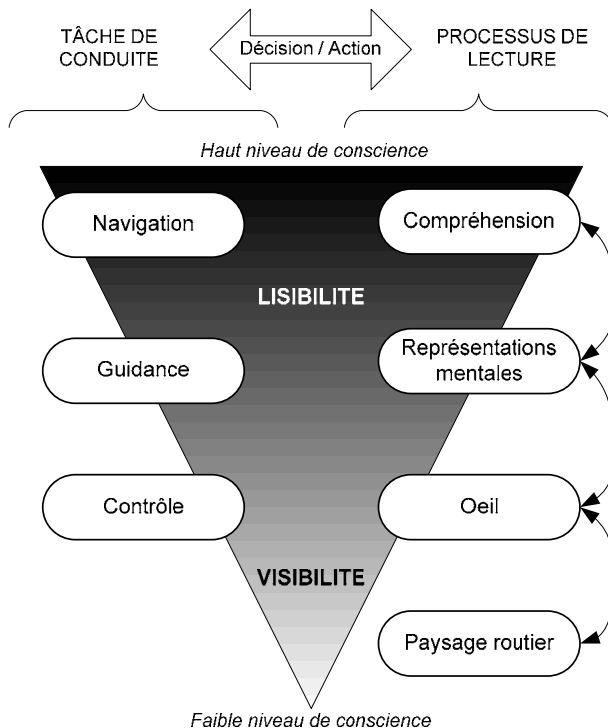 TÂCHE DE
CONDUITE
Décision / Action
PROCESSUS DE
LECTURE
Haut niveau de conscience
Navigation
Compréhension
LISIBILITE
Guidance
Représentations
mentales
Contrôle
Oeil
VISIBILITE
Paysage routier
Faible niveau de conscience